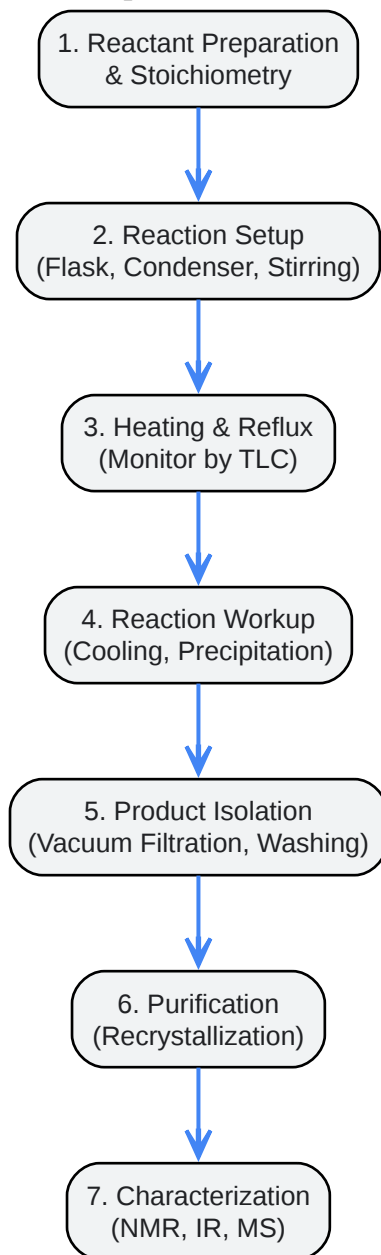 1. Reactant Preparation
& Stoichiometry
2. Reaction Setup
(Flask, Condenser, Stirring)
3. Heating & Reflux
(Monitor by TLC)
4. Reaction Workup
(Cooling, Precipitation)
5. Product Isolation
(Vacuum Filtration, Washing)
6. Purification
(Recrystallization)
7. Characterization
(NMR, IR, MS)